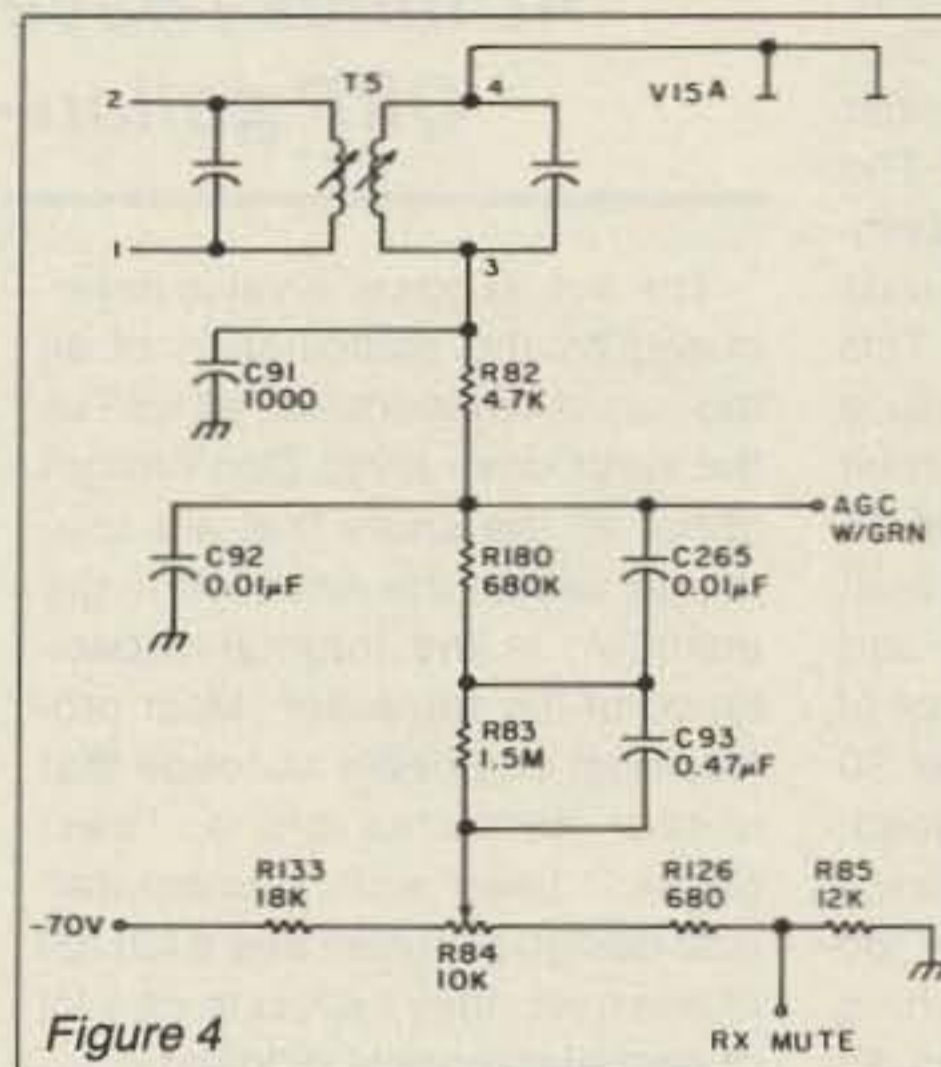 T5
2
4
V15A
1
3
C91
1000
R82
4.7K
AGC
W/GRN
C92
0.01µF
R180
680K
C265
0.01µF
R83
1.5M
C93
0.47µF
R133
18K
R126
680
R85
12K
-70V
R84
10K
RX MUTE
Figure 4